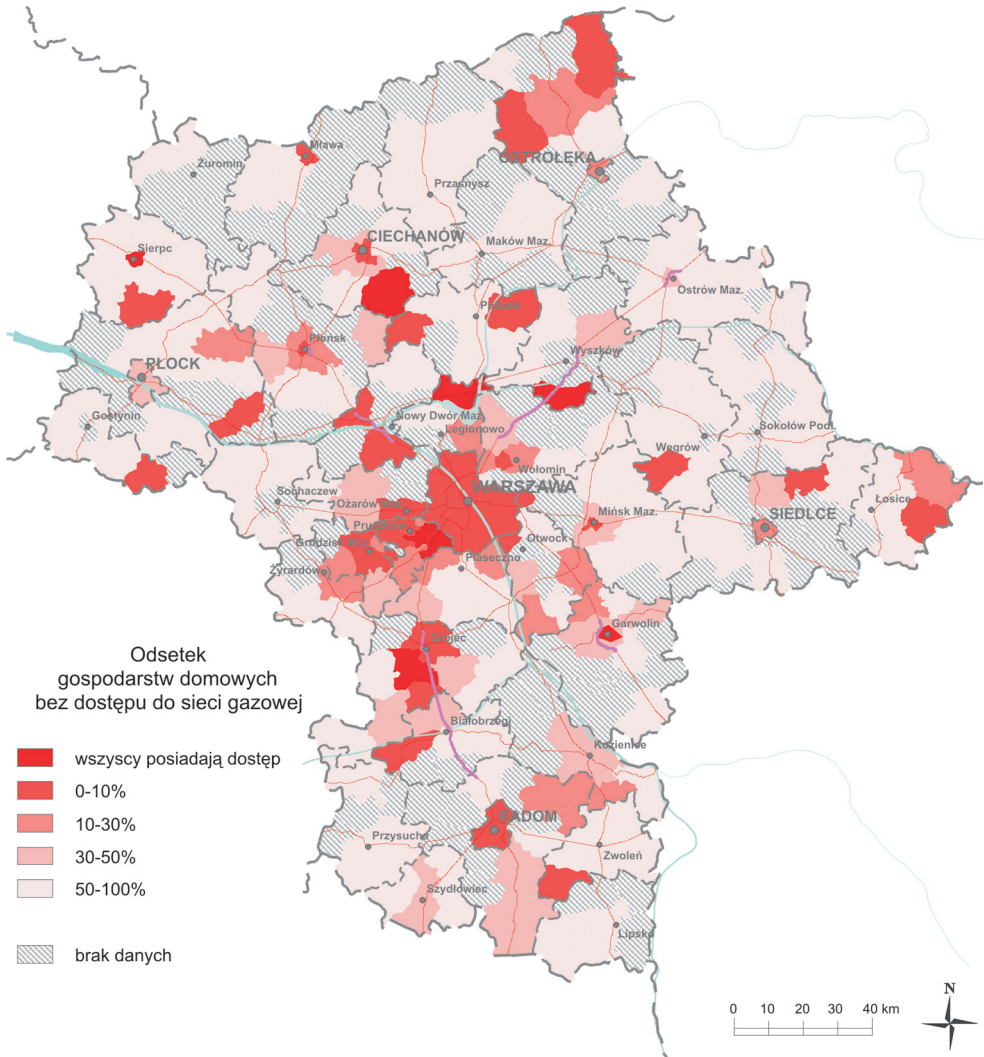 Mława
Żuromin
OSTROŁĘKA
Przasnysz
CIECHANÓW
Maków Maz.
Sierpc
Ostrów Maz.
Pułtusk
Płońsk
Wyszków
PŁOCK
Gostynin
Nowy Dwór Maz.
Legionowo
Sokołów Podl.
Węgrów
Wołomin
WARSZAWA
Sochaczew
Ożarów Maz.
Łosice
Mińsk Maz.
SIEDLCE
Pruszków
Grodzisk Maz.
Otwock
Piaseczno
Żyrardów
Garwolin
Grójec
Białobrzegi
Kozienice
RADOM
Przysucha
Zwoleń
Szydłowiec
Lipsko
Odsetek
gospodarstw domowych
bez dostępu do sieci gazowej
wszyscy posiadają dostęp
0-10%
10-30%
30-50%
50-100%
brak danych
N
0 10 20 30 40 km